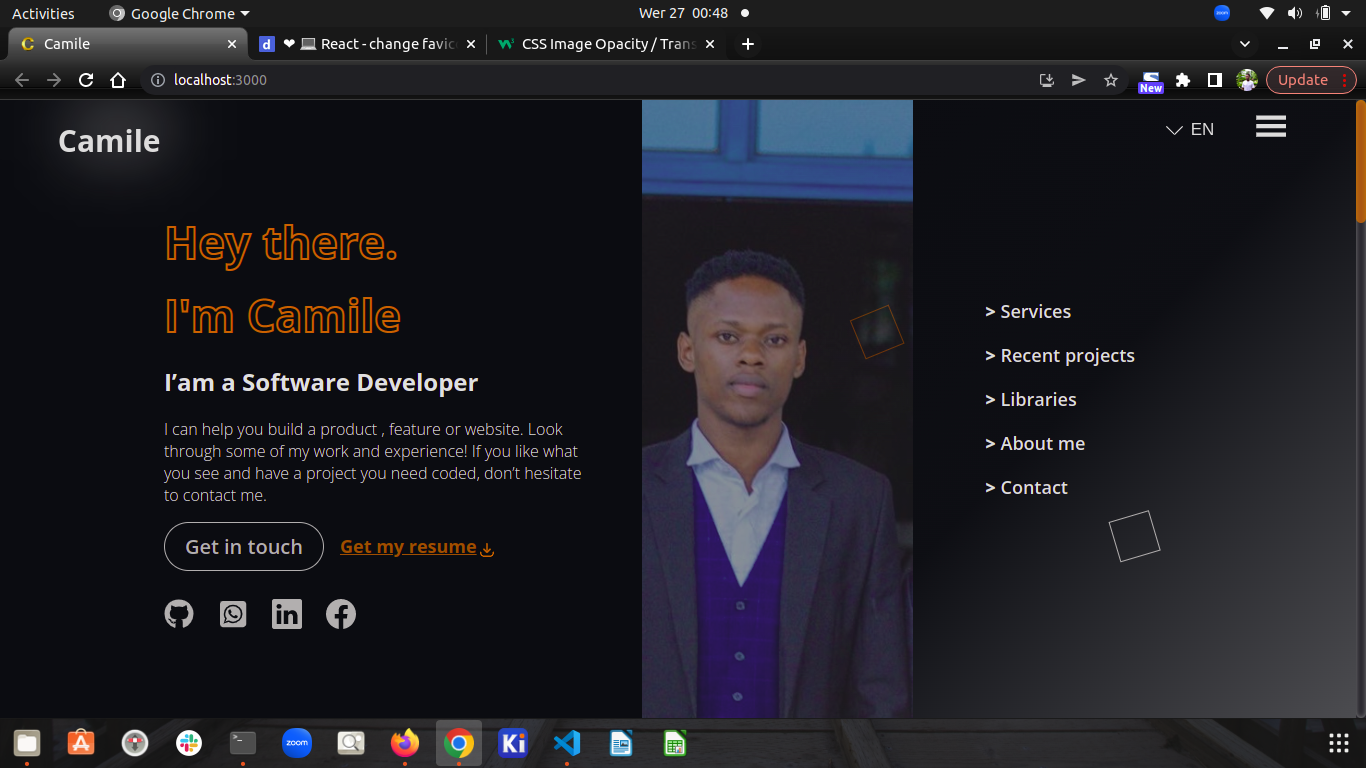 Activities
Google Chrome
Wer 27 00:48
zoom
Camile
d
❤ 💻 React - change favic
CSS Image Opacity / Trans
localhost:3000
New
Update
Camile
EN
Hey there.
I'm Camile
I’am a Software Developer
I can help you build a product , feature or website. Look
through some of my work and experience! If you like what
you see and have a project you need coded, don’t hesitate
to contact me.
Get in touch
Get my resume
in
> Services
> Recent projects
> Libraries
> About me
> Contact
>_
zoom
Ki